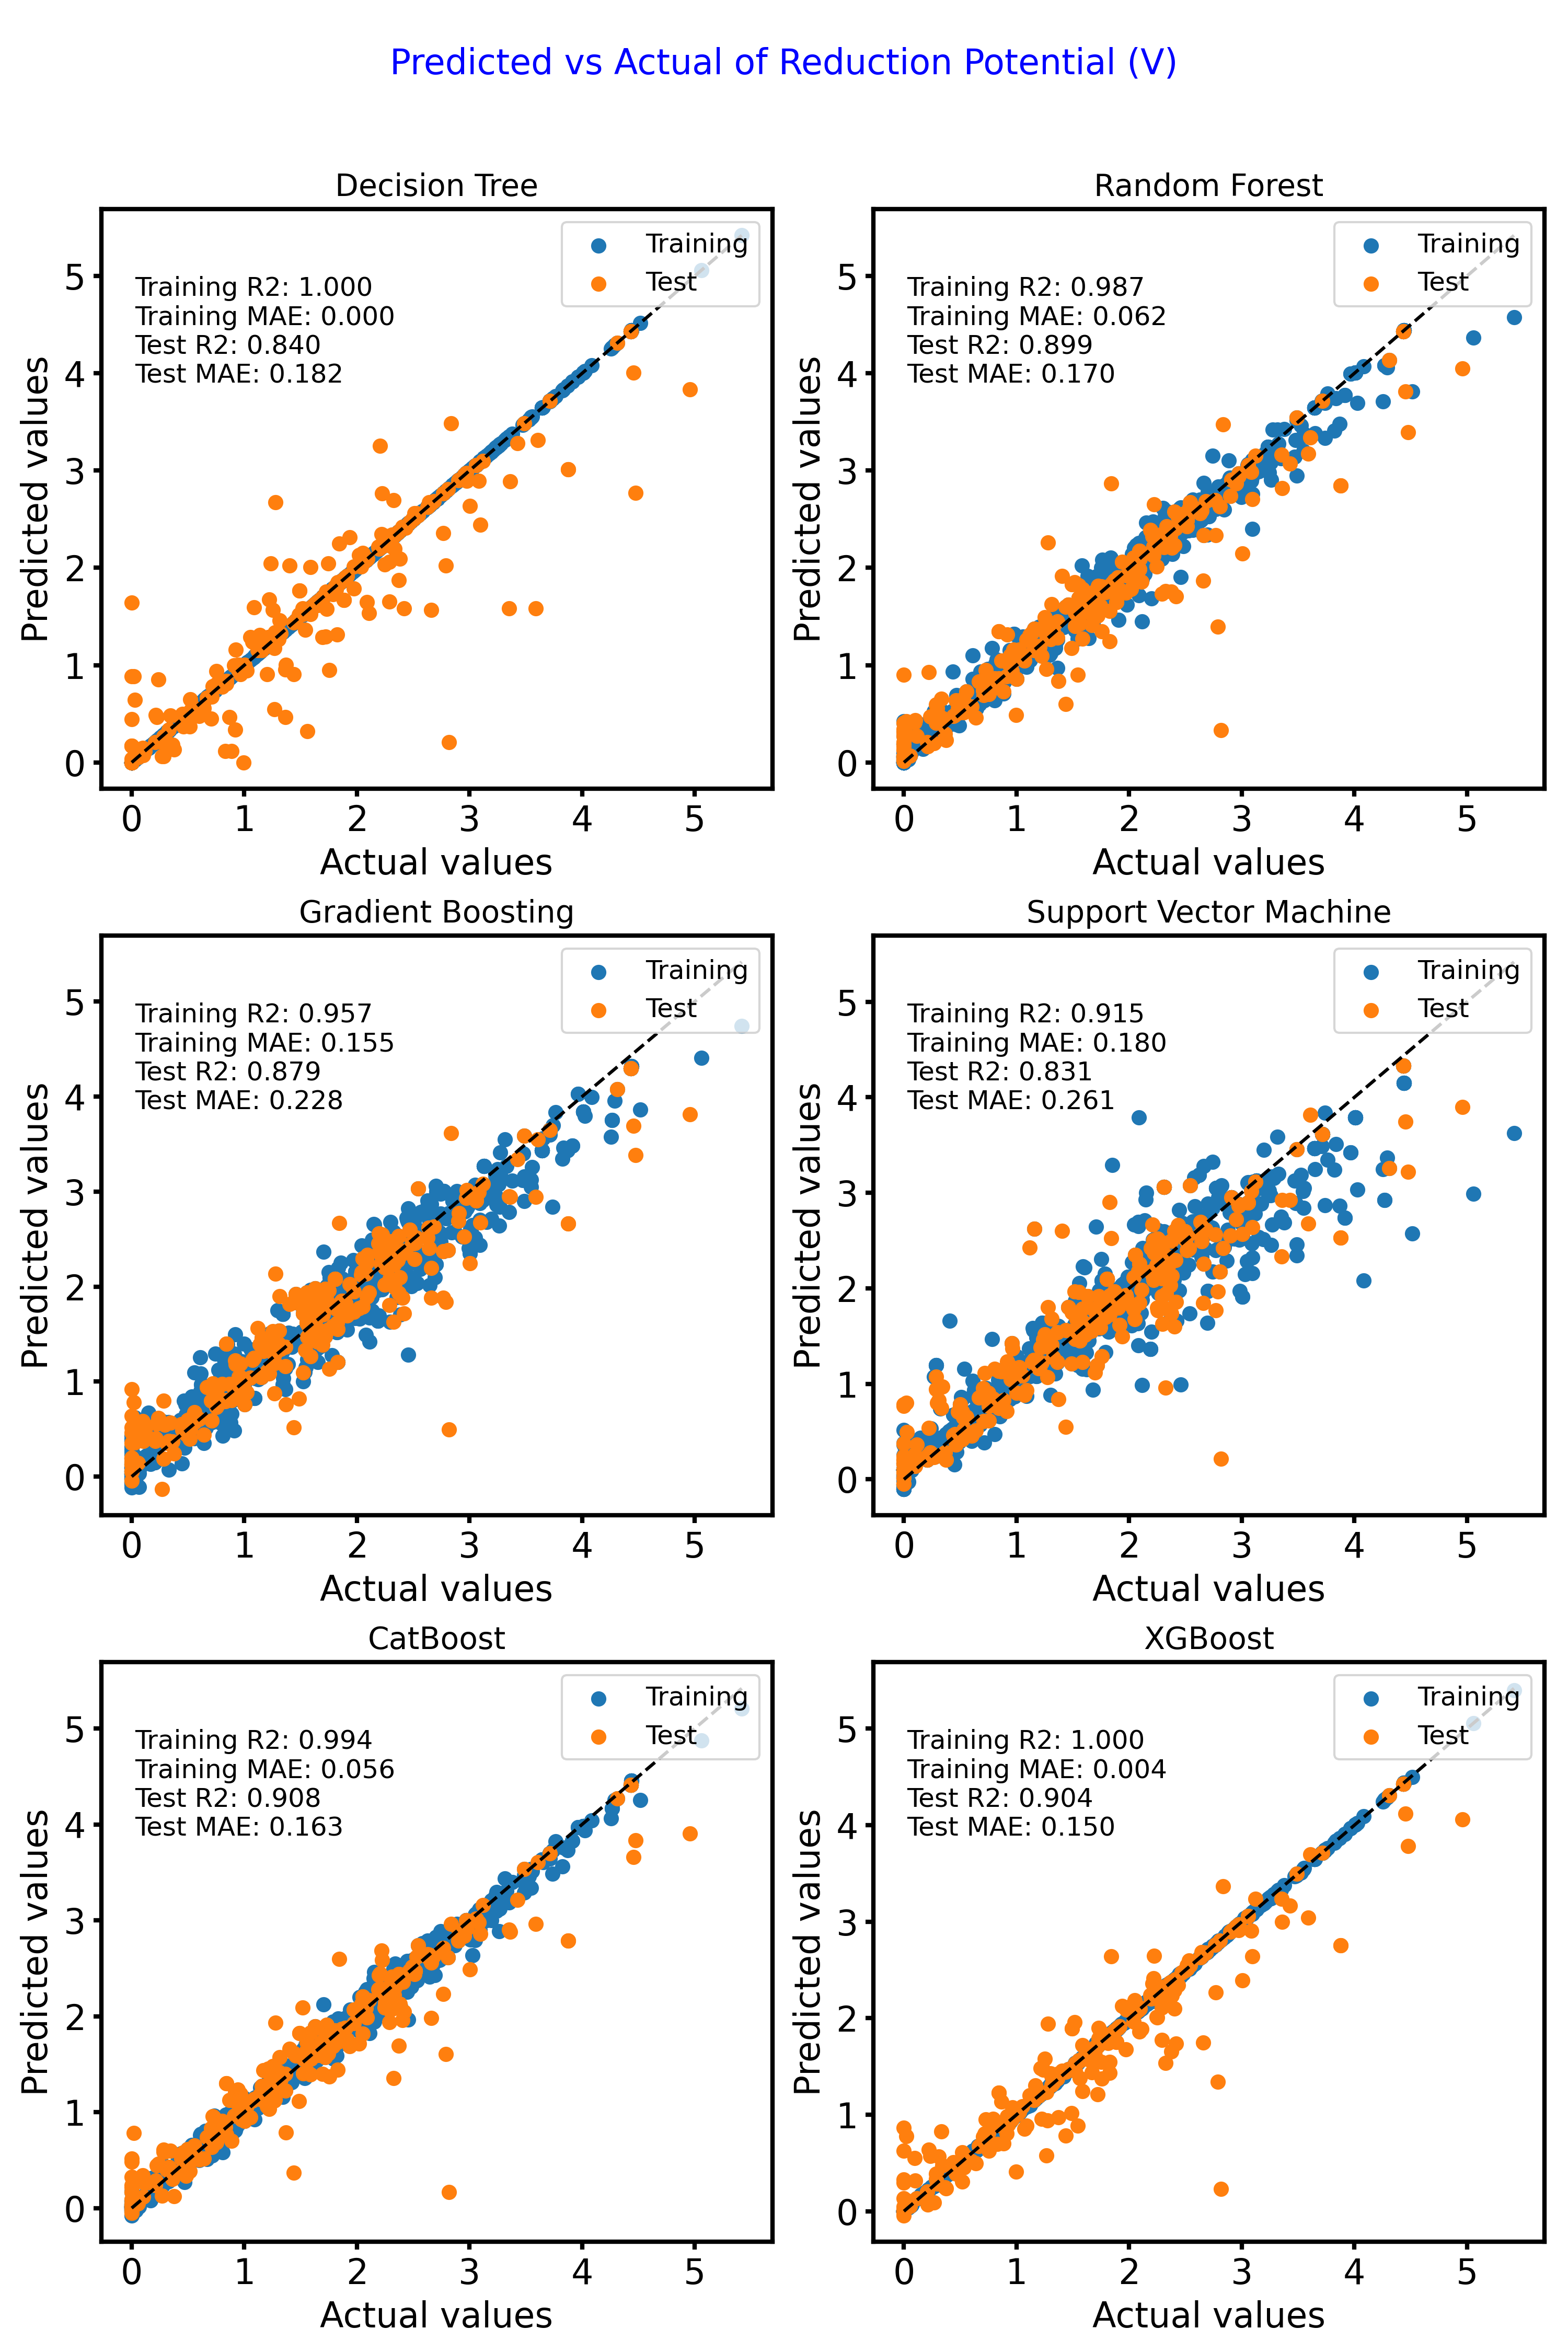 Predicted vs Actual of Reduction Potential (V)
Decision Tree
Training
Test
Training R2: 1.000
Training MAE: 0.000
Test R2: 0.840
Test MAE: 0.182
Predicted values
5
4
3
2
1
0
0 1 2 3 4 5
Actual values
Random Forest
Training
Test
Training R2: 0.987
Training MAE: 0.062
Test R2: 0.899
Test MAE: 0.170
Predicted values
5
4
3
2
1
0
0 1 2 3 4 5
Actual values
Gradient Boosting
Training
Test
Training R2: 0.957
Training MAE: 0.155
Test R2: 0.879
Test MAE: 0.228
Predicted values
5
4
3
2
1
0
0 1 2 3 4 5
Actual values
Support Vector Machine
Training
Test
Training R2: 0.915
Training MAE: 0.180
Test R2: 0.831
Test MAE: 0.261
Predicted values
5
4
3
2
1
0
0 1 2 3 4 5
Actual values
CatBoost
Training
Test
Training R2: 0.994
Training MAE: 0.056
Test R2: 0.908
Test MAE: 0.163
Predicted values
5
4
3
2
1
0
0 1 2 3 4 5
Actual values
XGBoost
Training
Test
Training R2: 1.000
Training MAE: 0.004
Test R2: 0.904
Test MAE: 0.150
Predicted values
5
4
3
2
1
0
0 1 2 3 4 5
Actual values